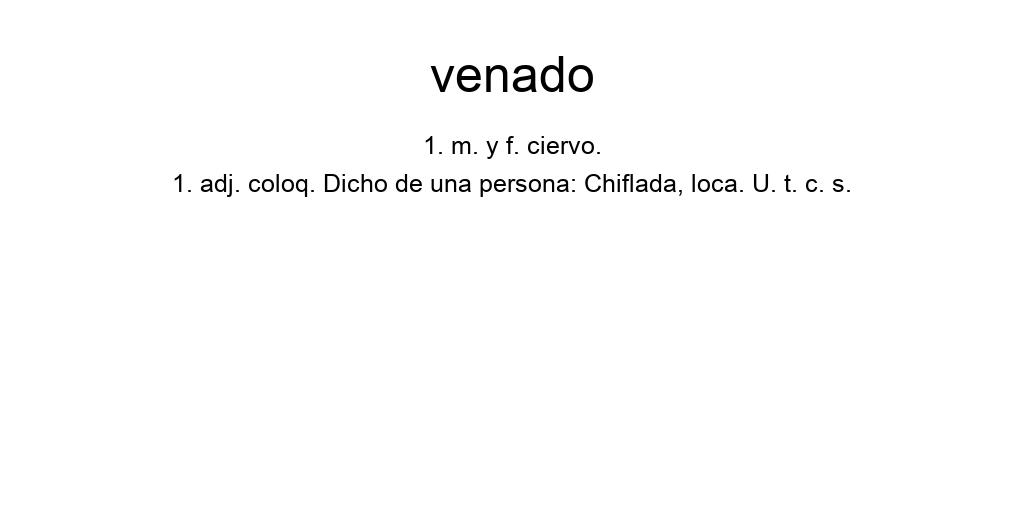 venado
1. m. y f. ciervo.
1. adj. coloq. Dicho de una persona: Chiflada, loca. U. t. c. s.